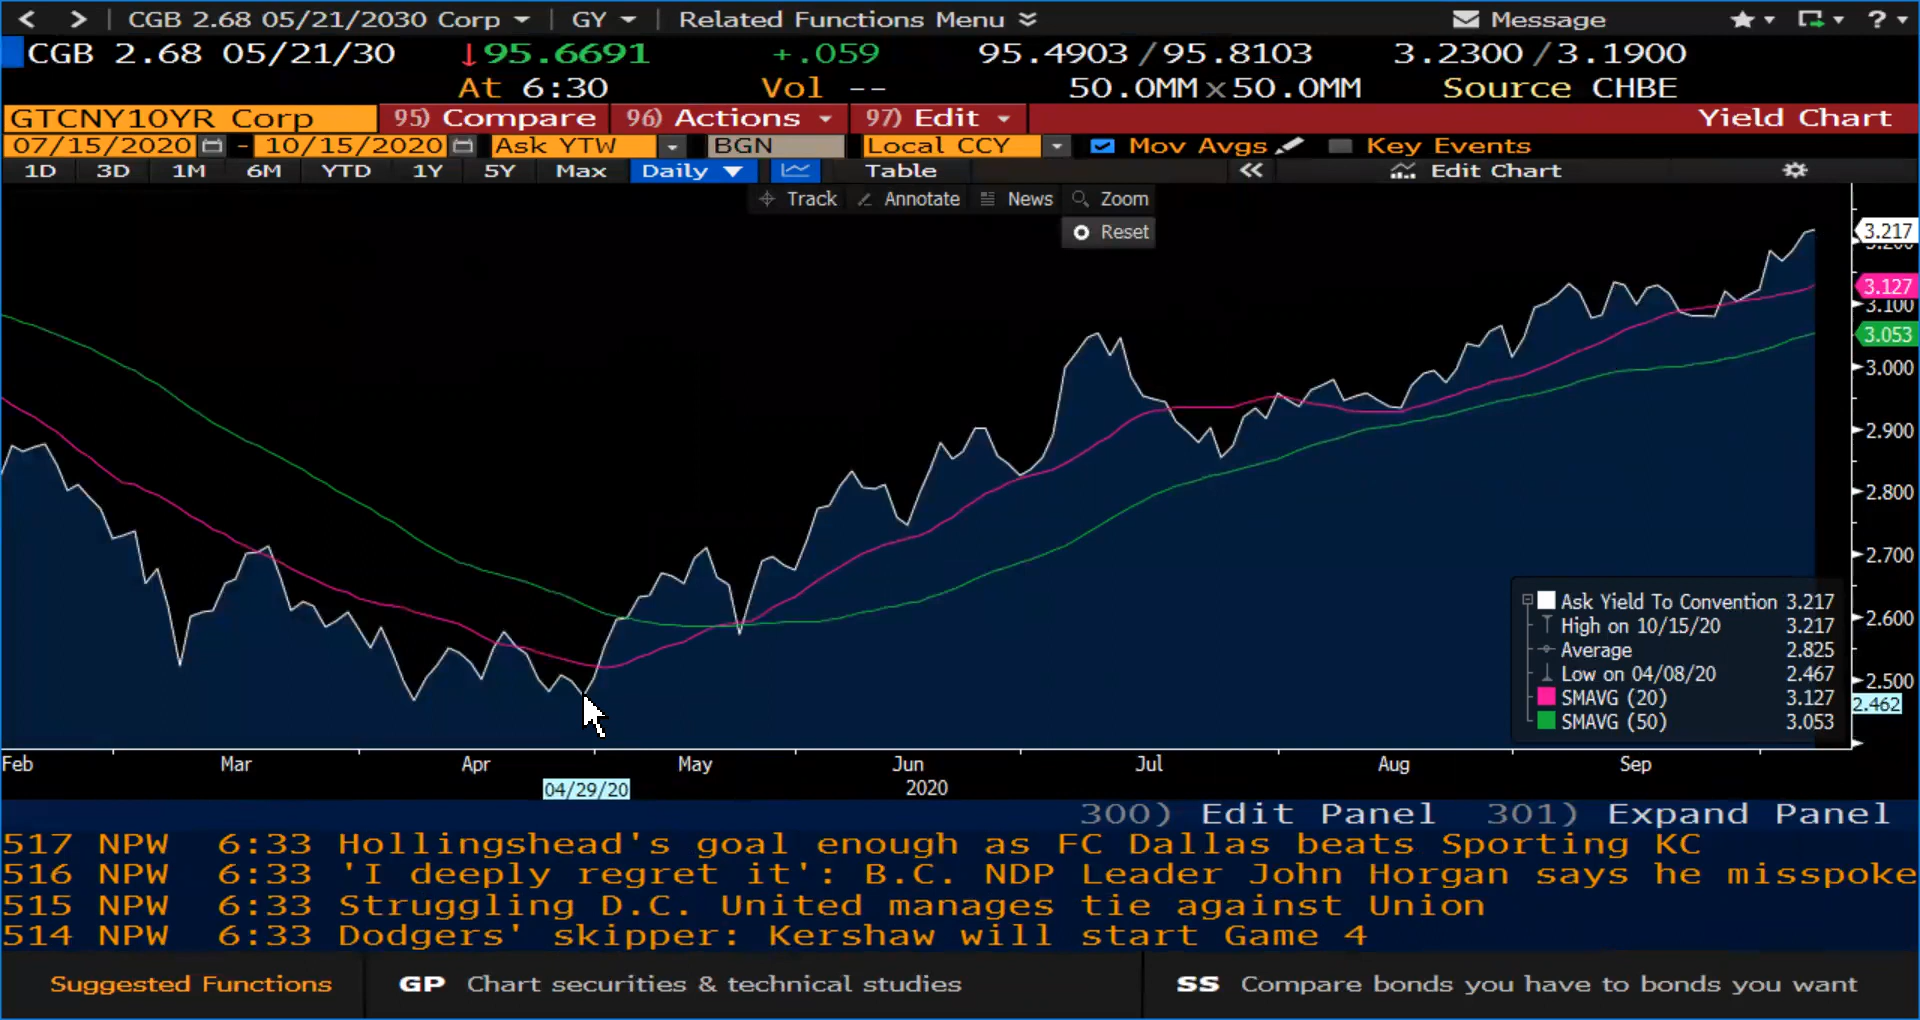 CGB 2.68 05/21/2030 Corp GY Related Functions Menu Message ?
CGB 2.68 05/21/30 ↓95.6691 +.059 95.4903/95.8103 3.2300/3.1900
At 6:30 Vol -- 50.0MMx50.0MM Source CHBE
GTCNY10YR Corp 95) Compare 96) Actions 97) Edit Yield Chart
07/15/2020 - 10/15/2020 Ask YTW BGN Local CCY Mov Avgs Key Events
1D 3D 1M 6M YTD 1Y 5Y Max Daily Table Edit Chart
Track Annotate News Zoom
Reset
3.217
3.127
3.100
3.053
3.000
2.900
2.800
2.700
2.600
2.500
2.462
Ask Yield To Convention 3.217
High on 10/15/20 3.217
Average 2.825
Low on 04/08/20 2.467
SMAVG (20) 3.127
SMAVG (50) 3.053
Feb Mar Apr May Jun Jul Aug Sep
04/29/20 2020
300) Edit Panel 301) Expand Panel
517 NPW 6:33 Hollingshead's goal enough as FC Dallas beats Sporting KC
516 NPW 6:33 'I deeply regret it': B.C. NDP Leader John Horgan says he misspoke
515 NPW 6:33 Struggling D.C. United manages tie against Union
514 NPW 6:33 Dodgers' skipper: Kershaw will start Game 4
Suggested Functions GP Chart securities & technical studies SS Compare bonds you have to bonds you want